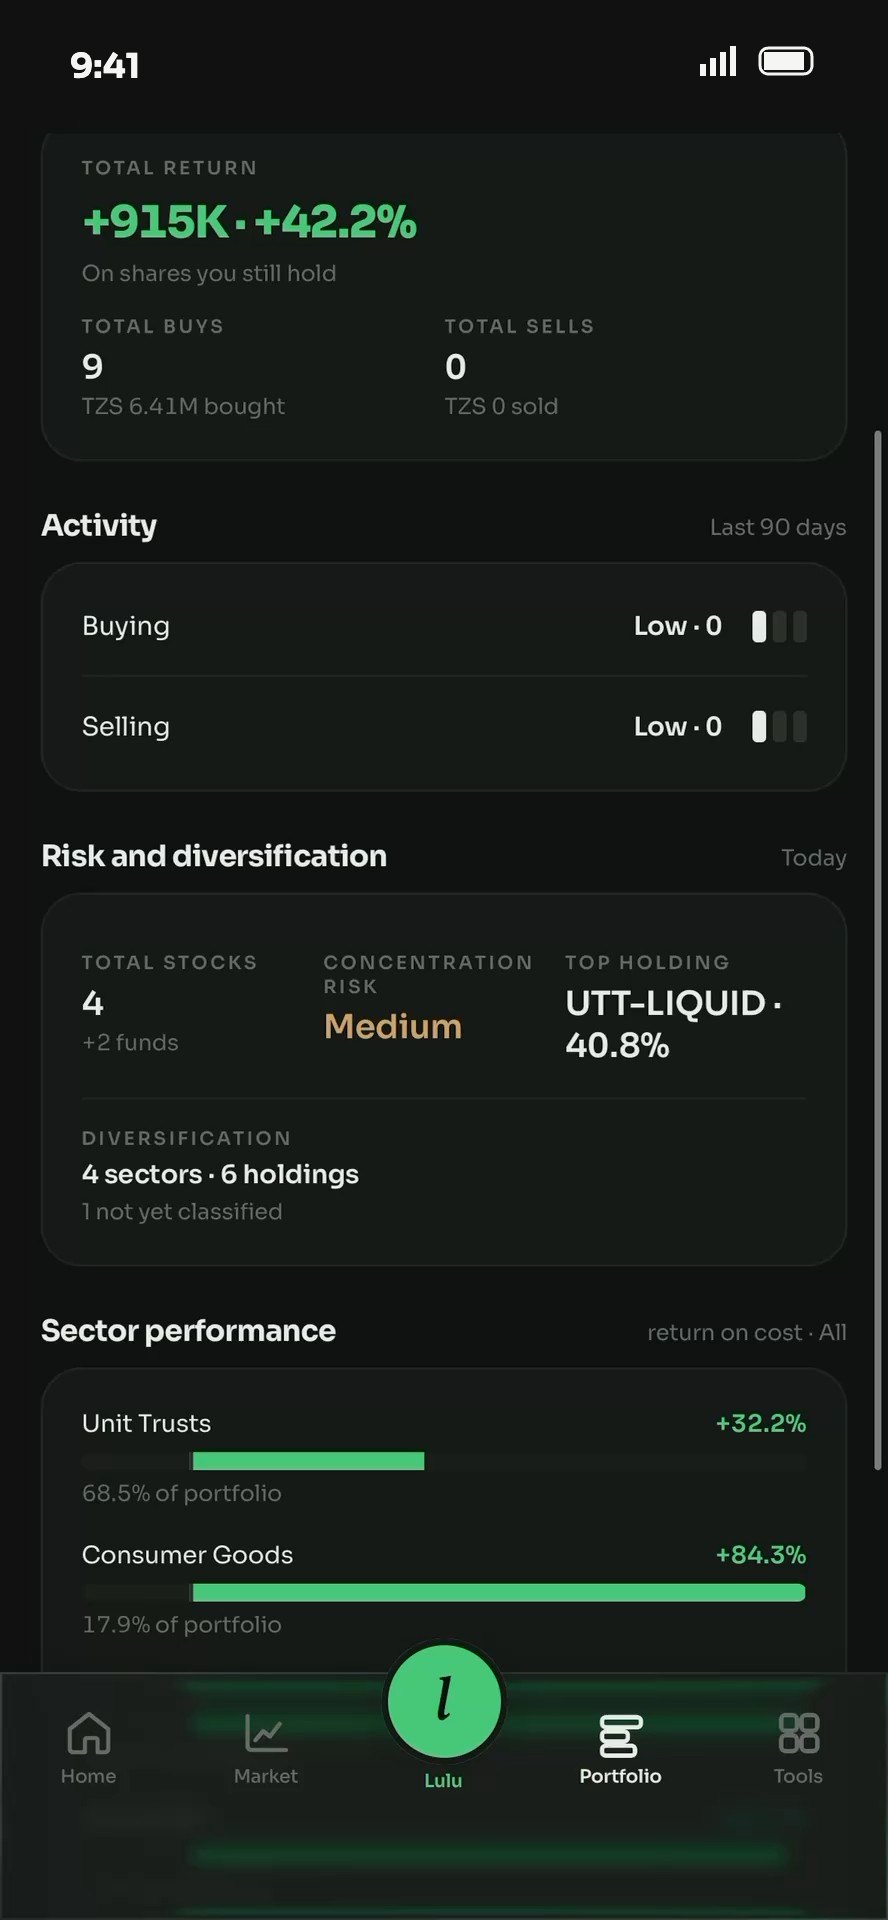 9:41
TOTAL RETURN
+915K · +42.2%
On shares you still hold
TOTAL BUYS
TOTAL SELLS
9
0
TZS 6.41M bought
TZS 0 sold
Activity
Last 90 days
Buying
Low · 0
Selling
Low · 0
Risk and diversification
Today
TOTAL STOCKS
4
+2 funds
CONCENTRATION
RISK
Medium
TOP HOLDING
UTT-LIQUID ·
40.8%
DIVERSIFICATION
4 sectors · 6 holdings
1 not yet classified
Sector performance
return on cost · All
Unit Trusts
+32.2%
68.5% of portfolio
Consumer Goods
+84.3%
17.9% of portfolio
l
Home
Market
Lulu
Portfolio
Tools